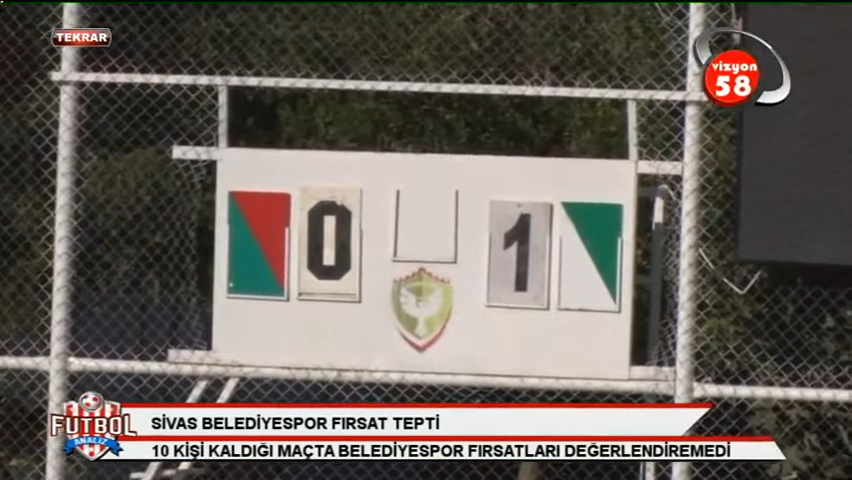 TEKRAR
vizyon
58
0 1
FUTBOL
ANALİZ
SİVAS BELEDİYESPOR FIRSAT TEPTİ
10 KİŞİ KALDIĞI MAÇTA BELEDİYESPOR FIRSATLARI DEĞERLENDİREMEDİ